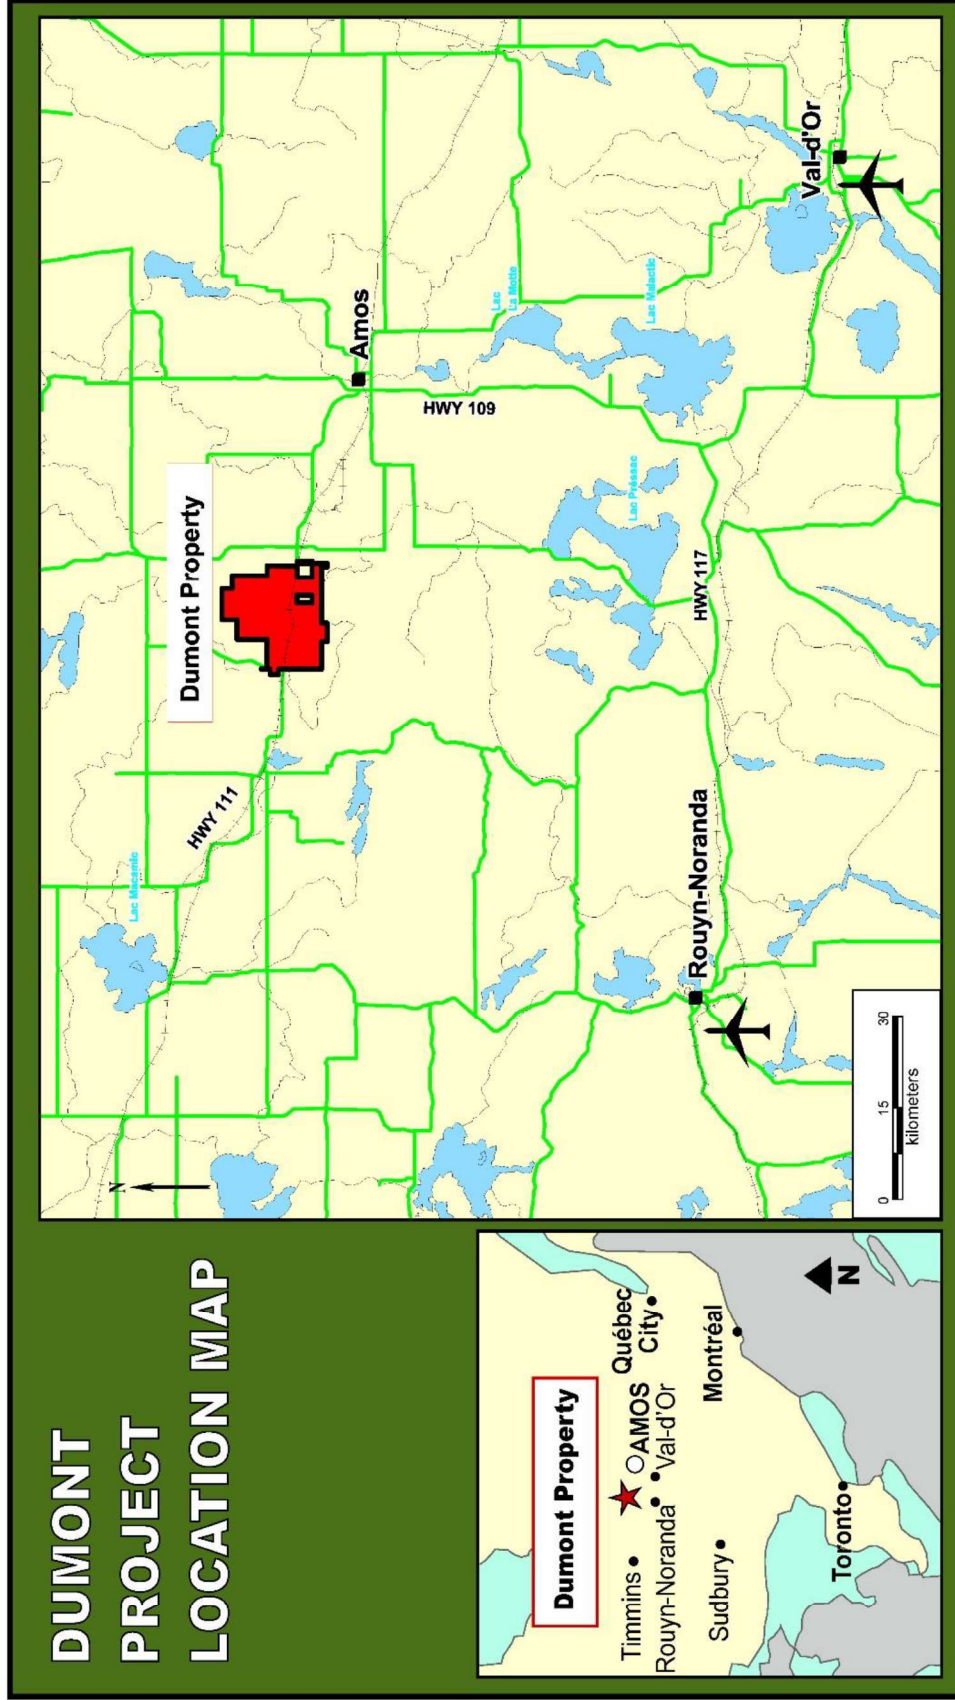 DUMONT
PROJECT
LOCATION MAP
Dumont Property
Timmins
AMOS
Québec
City
Rouyn-Noranda
Val-d'Or
Sudbury
Montréal
Toronto
N
N
Lac Macamic
HWY 111
Dumont Property
Amos
HWY 109
Lac
La Motte
Lac Malactic
Lac Préssac
HWY 117
Rouyn-Noranda
Val-d'Or
0 15 30
kilometers